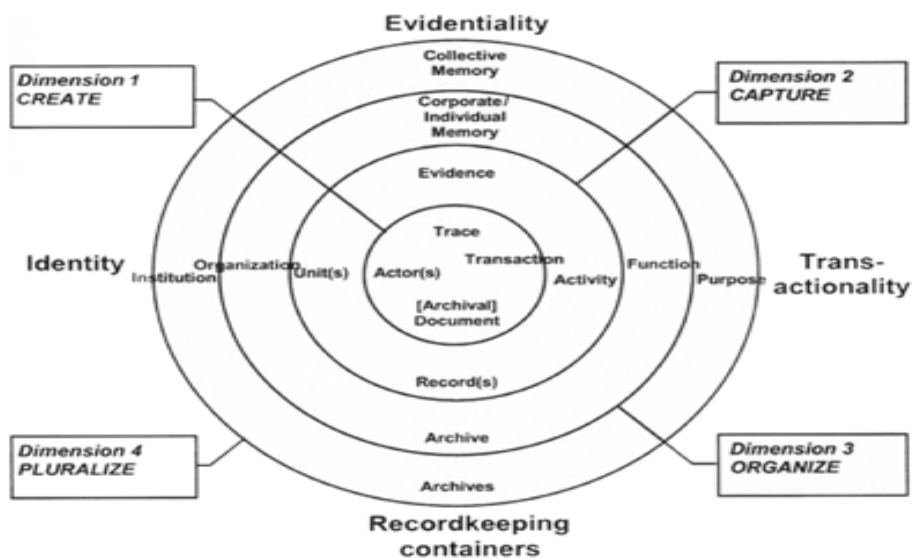 Evidentiality
Collective
Memory
Dimension 1
CREATE
Dimension 2
CAPTURE
Corporate/
Individual
Memory
Evidence
Trace
Identity
Institution
Organization
Unit(s)
Actor(s)
Transaction
Activity
Function
Purpose
Trans-
actionality
[Archival]
Document
Record(s)
Archive
Dimension 4
PLURALIZE
Dimension 3
ORGANIZE
Archives
Recordkeeping
containers